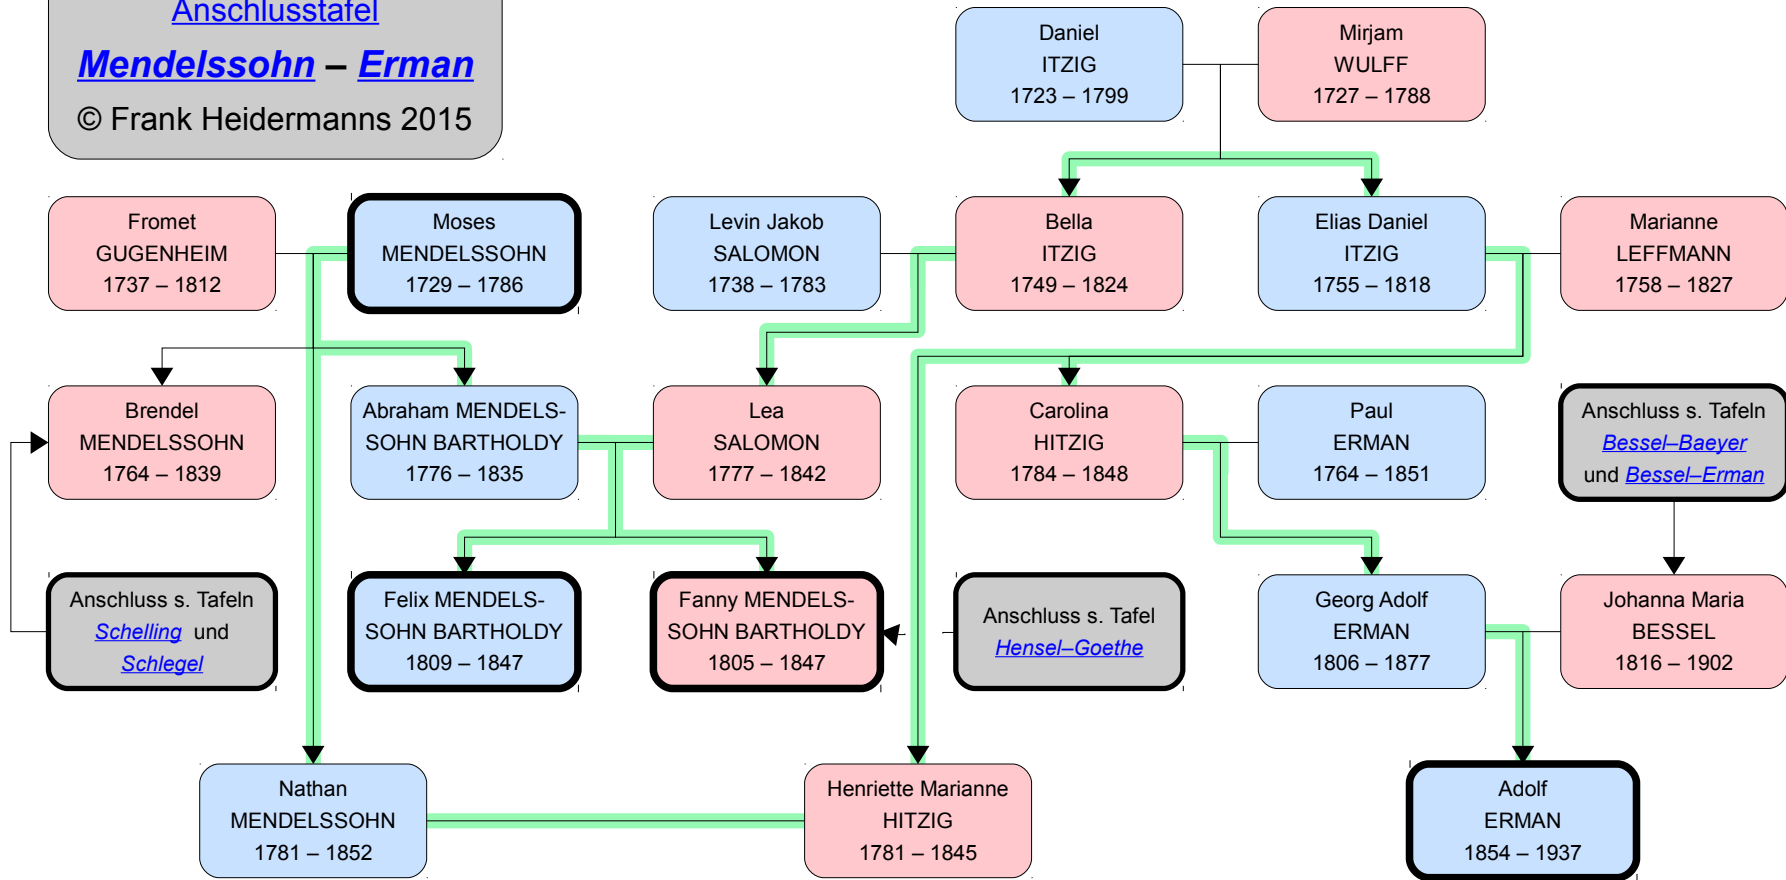 Anschlusstafel
Mendelssohn – Erman
© Frank Heidermanns 2015
Daniel
ITZIG
1723 – 1799
Mirjam
WULFF
1727 – 1788
Fromet
GUGENHEIM
1737 – 1812
Moses
MENDELSSOHN
1729 – 1786
Levin Jakob
SALOMON
1738 – 1783
Bella
ITZIG
1749 – 1824
Elias Daniel
ITZIG
1755 – 1818
Marianne
LEFFMANN
1758 – 1827
Brendel
MENDELSSOHN
1764 – 1839
Abraham MENDELS-
SOHN BARTHOLDY
1776 – 1835
Lea
SALOMON
1777 – 1842
Carolina
HITZIG
1784 – 1848
Paul
ERMAN
1764 – 1851
Anschluss s. Tafeln
Bessel–Baeyer
und Bessel–Erman
Anschluss s. Tafeln
Schelling und
Schlegel
Felix MENDELS-
SOHN BARTHOLDY
1809 – 1847
Fanny MENDELS-
SOHN BARTHOLDY
1805 – 1847
Anschluss s. Tafel
Hensel–Goethe
Georg Adolf
ERMAN
1806 – 1877
Johanna Maria
BESSEL
1816 – 1902
Nathan
MENDELSSOHN
1781 – 1852
Henriette Marianne
HITZIG
1781 – 1845
Adolf
ERMAN
1854 – 1937